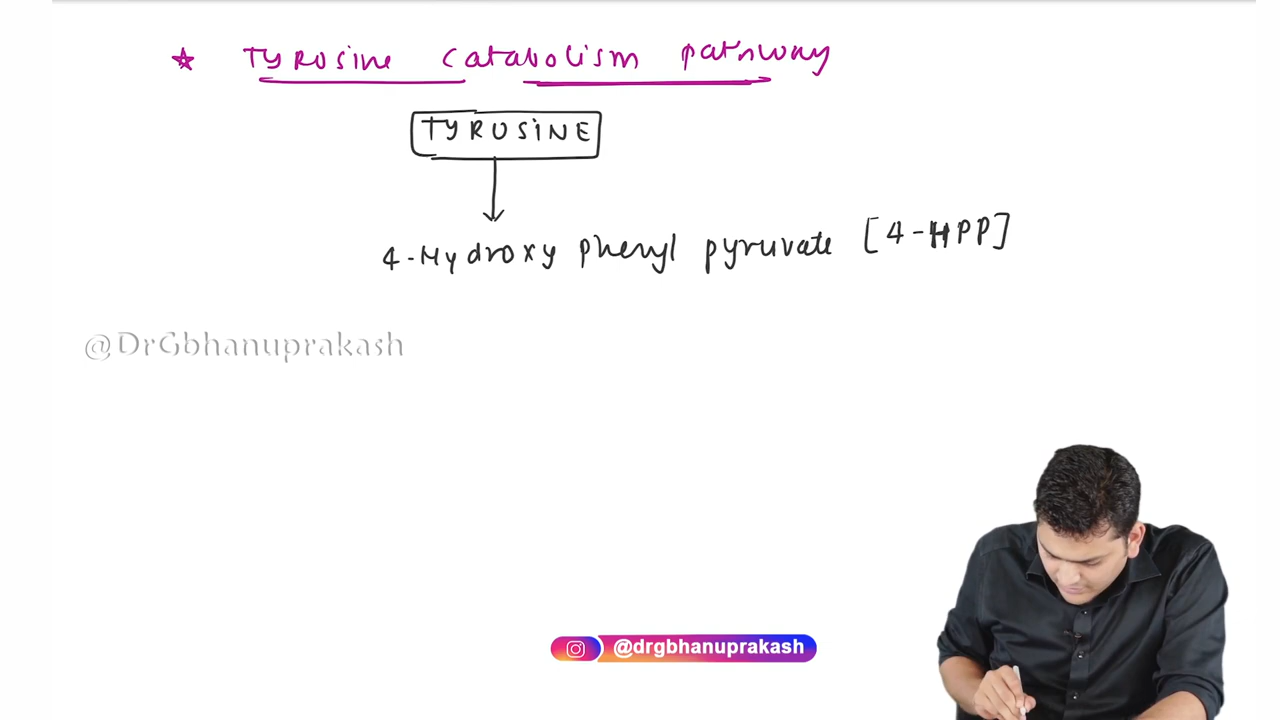 ★ Tyrosine Catabolism pathway
TYROSINE
4-Hydroxy phenyl pyruvate [4-HPP]
@DrGbhanuprakash
@drgbhanuprakash